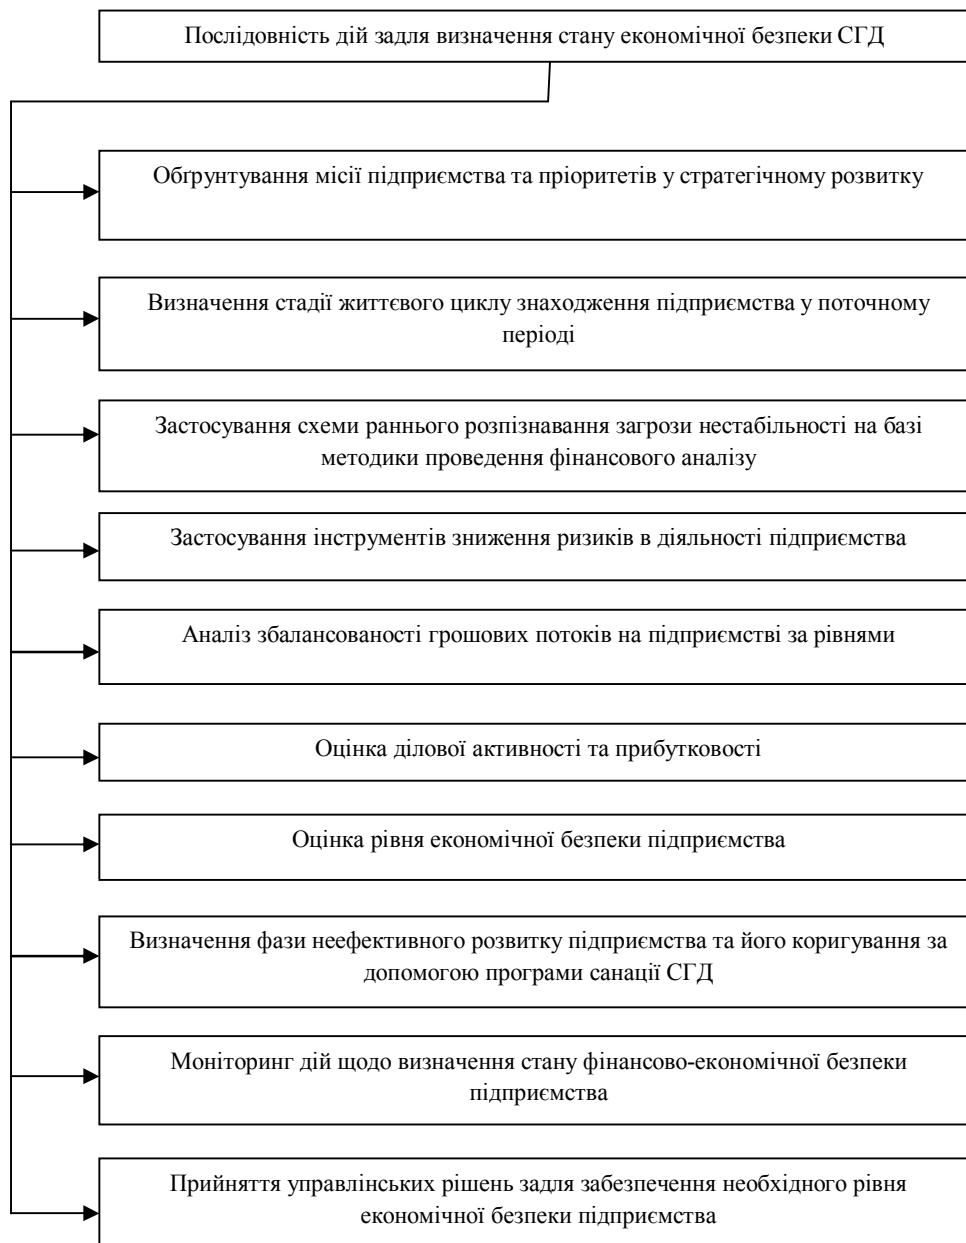 Послідовність дій задля визначення стану економічної безпеки СГД
Обґрунтування місії підприємства та пріоритетів у стратегічному розвитку
Визначення стадії життєвого циклу знаходження підприємства у поточному
періоді
Застосування схеми раннього розпізнавання загрози нестабільності на базі
методики проведення фінансового аналізу
Застосування інструментів зниження ризиків в діяльності підприємства
Аналіз збалансованості грошових потоків на підприємстві за рівнями
Оцінка ділової активності та прибутковості
Оцінка рівня економічної безпеки підприємства
Визначення фази неефективного розвитку підприємства та його коригування за
допомогою програми санації СГД
Моніторинг дій щодо визначення стану фінансово-економічної безпеки
підприємства
Прийняття управлінських рішень задля забезпечення необхідного рівня
економічної безпеки підприємства